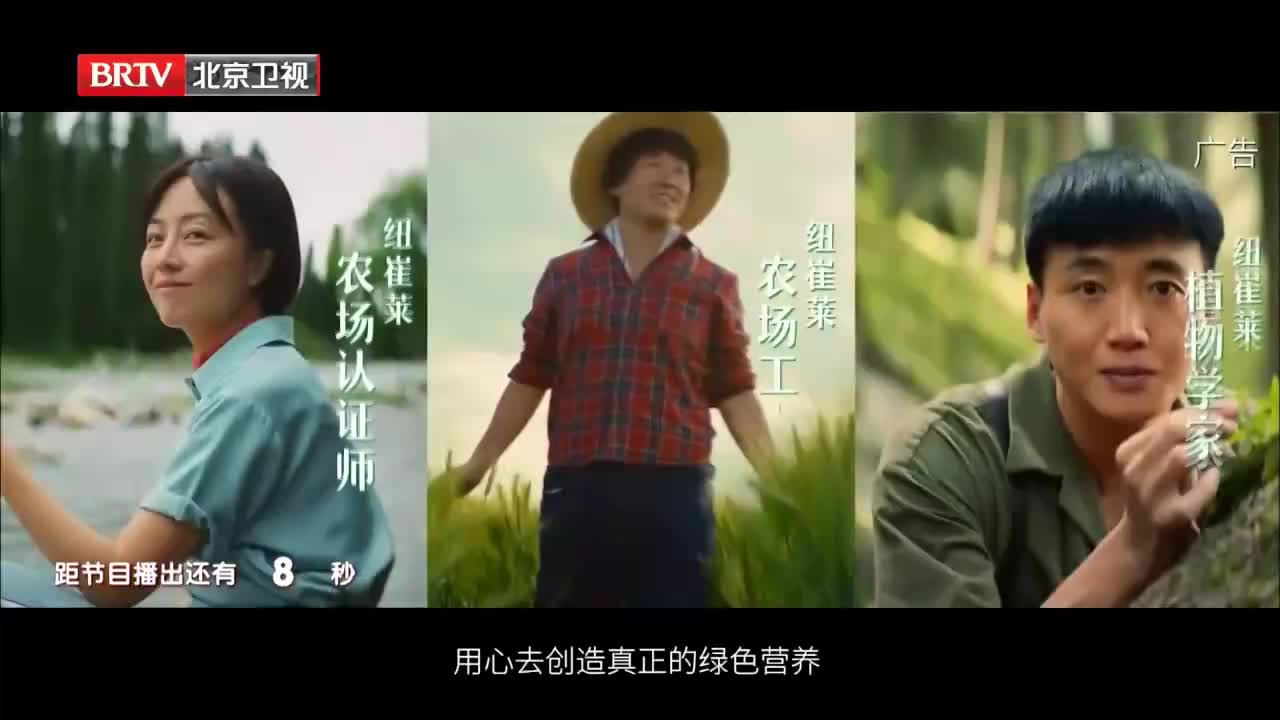 BRTV 北京卫视
广告
纽崔莱
农场认证师
纽崔莱
农场工
纽崔莱
植物学家
距节目播出还有 8 秒
用心去创造真正的绿色营养